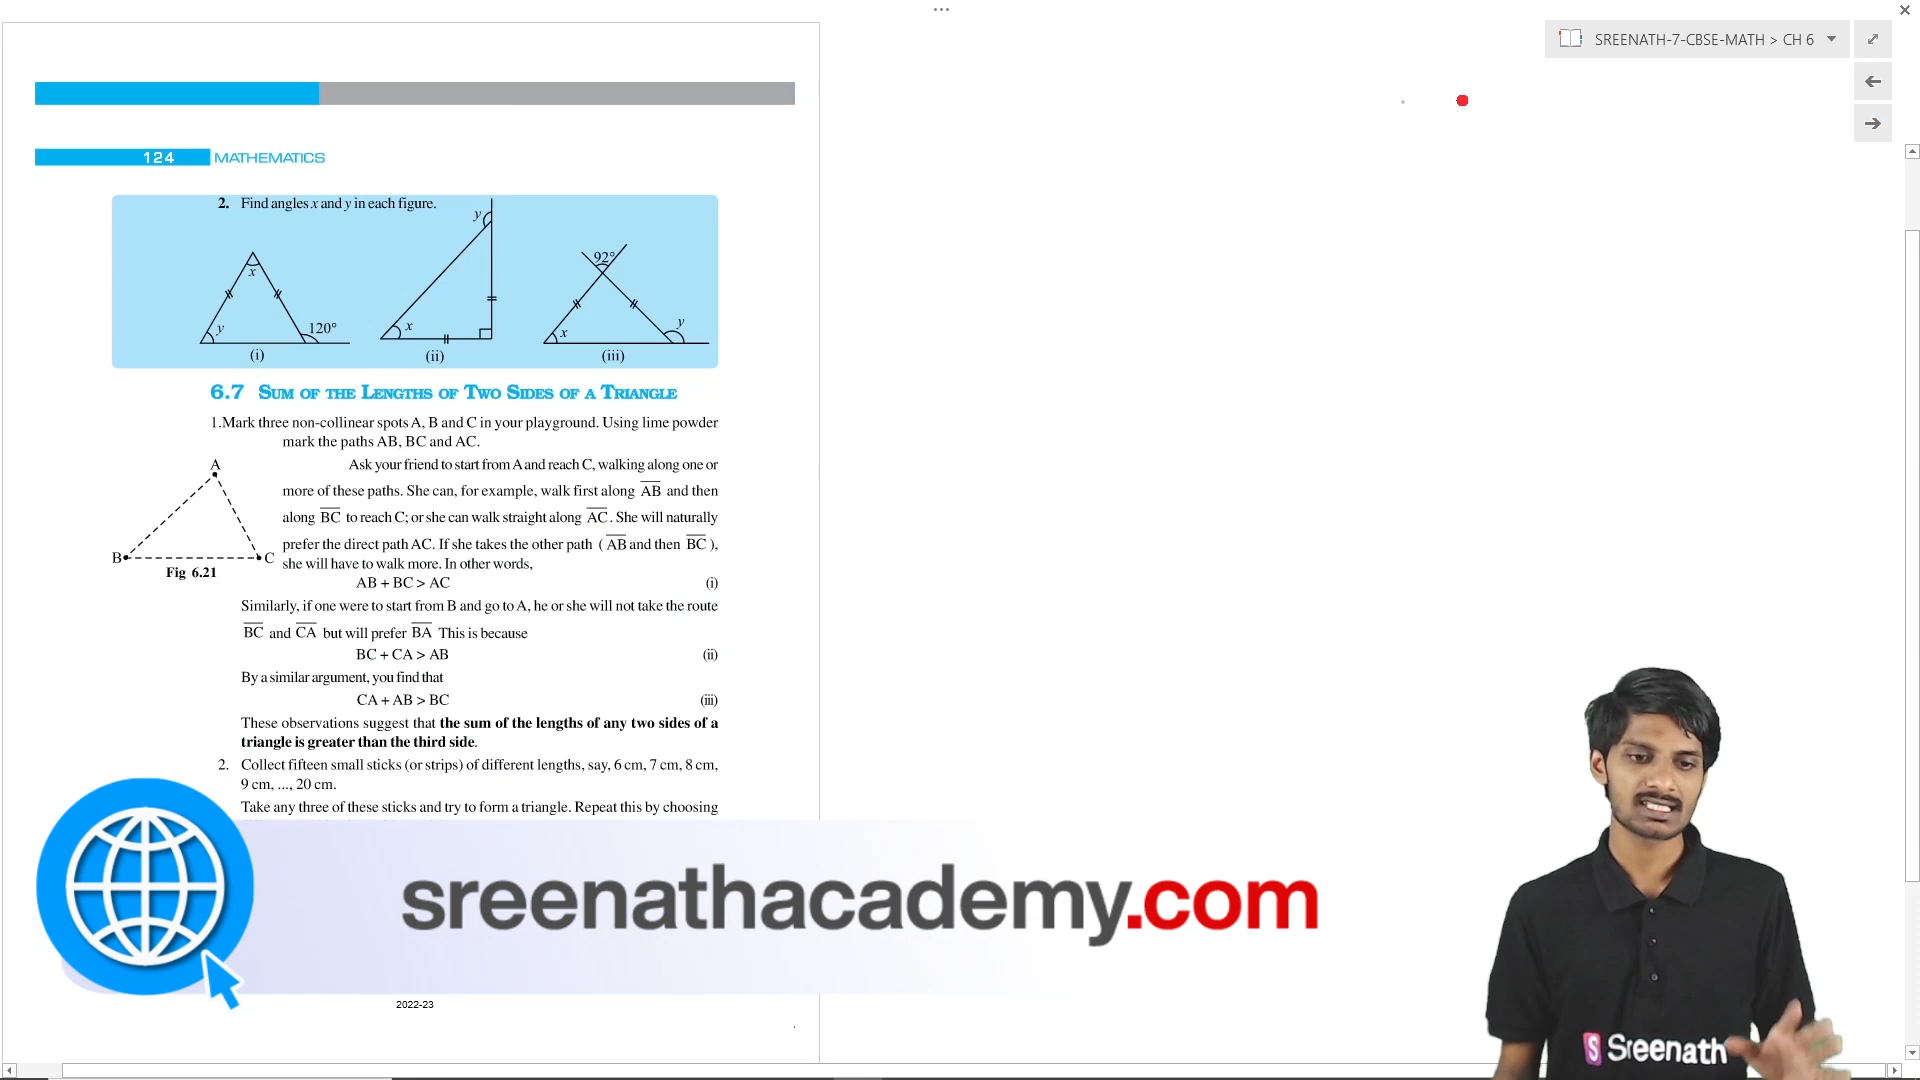 SREENATH-7-CBSE-MATH > CH 6
124 MATHEMATICS
2. Find angles x and y in each figure.
y
92°
x
y
120°
x
x
y
(i)
(ii)
(iii)
6.7 SUM OF THE LENGTHS OF TWO SIDES OF A TRIANGLE
1.Mark three non-collinear spots A, B and C in your playground. Using lime powder
mark the paths AB, BC and AC.
Ask your friend to start from A and reach C, walking along one or
more of these paths. She can, for example, walk first along AB and then
along BC to reach C; or she can walk straight along AC. She will naturally
prefer the direct path AC. If she takes the other path (AB and then BC),
she will have to walk more. In other words,
A
B
C
Fig 6.21
AB + BC > AC (i)
Similarly, if one were to start from B and go to A, he or she will not take the route
BC and CA but will prefer BA This is because
BC + CA > AB (ii)
By a similar argument, you find that
CA + AB > BC (iii)
These observations suggest that the sum of the lengths of any two sides of a
triangle is greater than the third side.
2. Collect fifteen small sticks (or strips) of different lengths, say, 6 cm, 7 cm, 8 cm,
9 cm, ..., 20 cm.
Take any three of these sticks and try to form a triangle. Repeat this by choosing
sreenathacademy.com
2022-23
S Sreenath